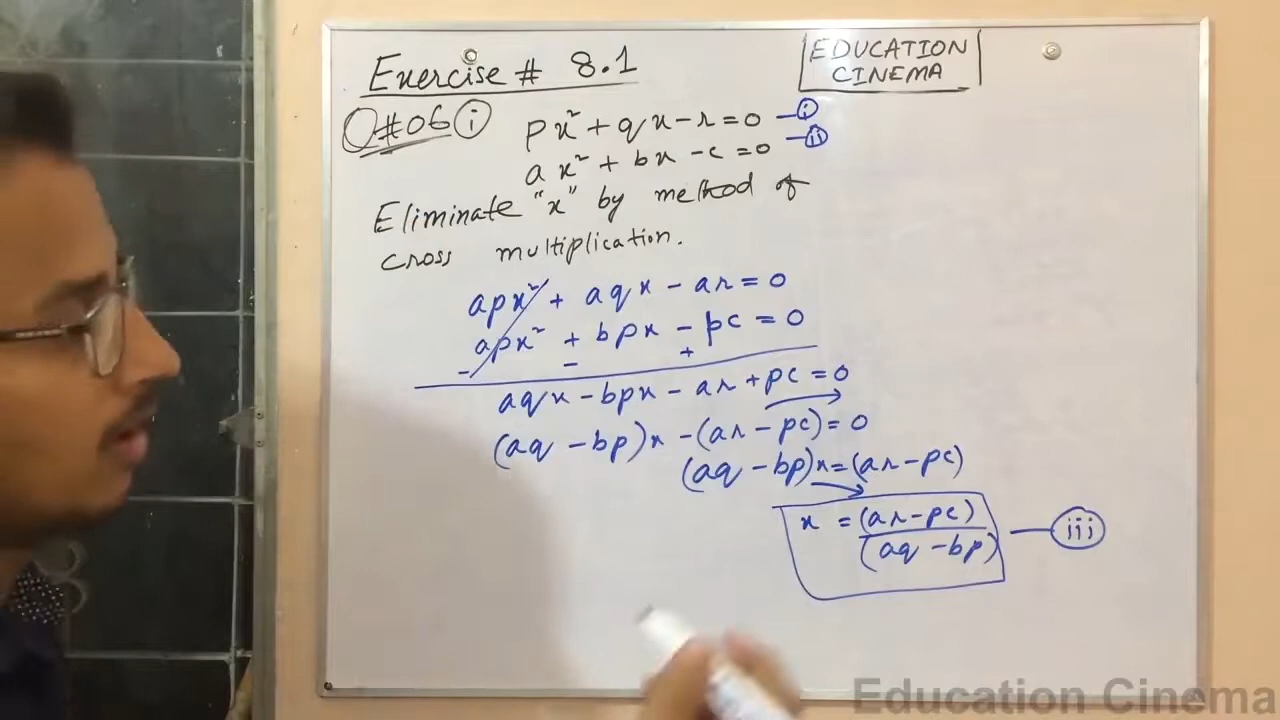 Exercise # 8.1
EDUCATION
CINEMA
Q#06 i
px² + qx - r = 0 — i
ax² + bx - c = 0 — ii
Eliminate "x" by method of
cross multiplication.
apx² + aqx - ar = 0
apx² + bpx - pc = 0
- - +
aqx - bpx - ar + pc = 0
(aq - bp)x - (ar - pc) = 0
(aq - bp)x = (ar - pc)
x = (ar - pc)
(aq - bp)
— iii
Education Cinema